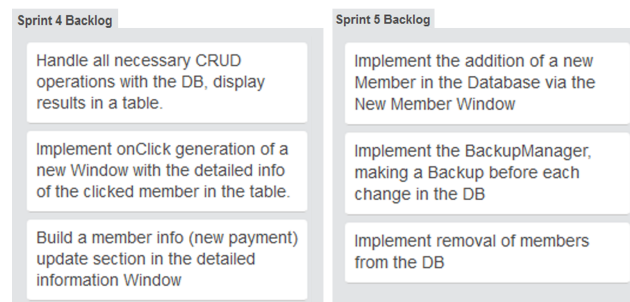 Sprint 4 Backlog
Handle all necessary CRUD
operations with the DB, display
results in a table.
Implement onClick generation of a
new Window with the detailed info
of the clicked member in the table.
Build a member info (new payment)
update section in the detailed
information Window
Sprint 5 Backlog
Implement the addition of a new
Member in the Database via the
New Member Window
Implement the BackupManager,
making a Backup before each
change in the DB
Implement removal of members
from the DB